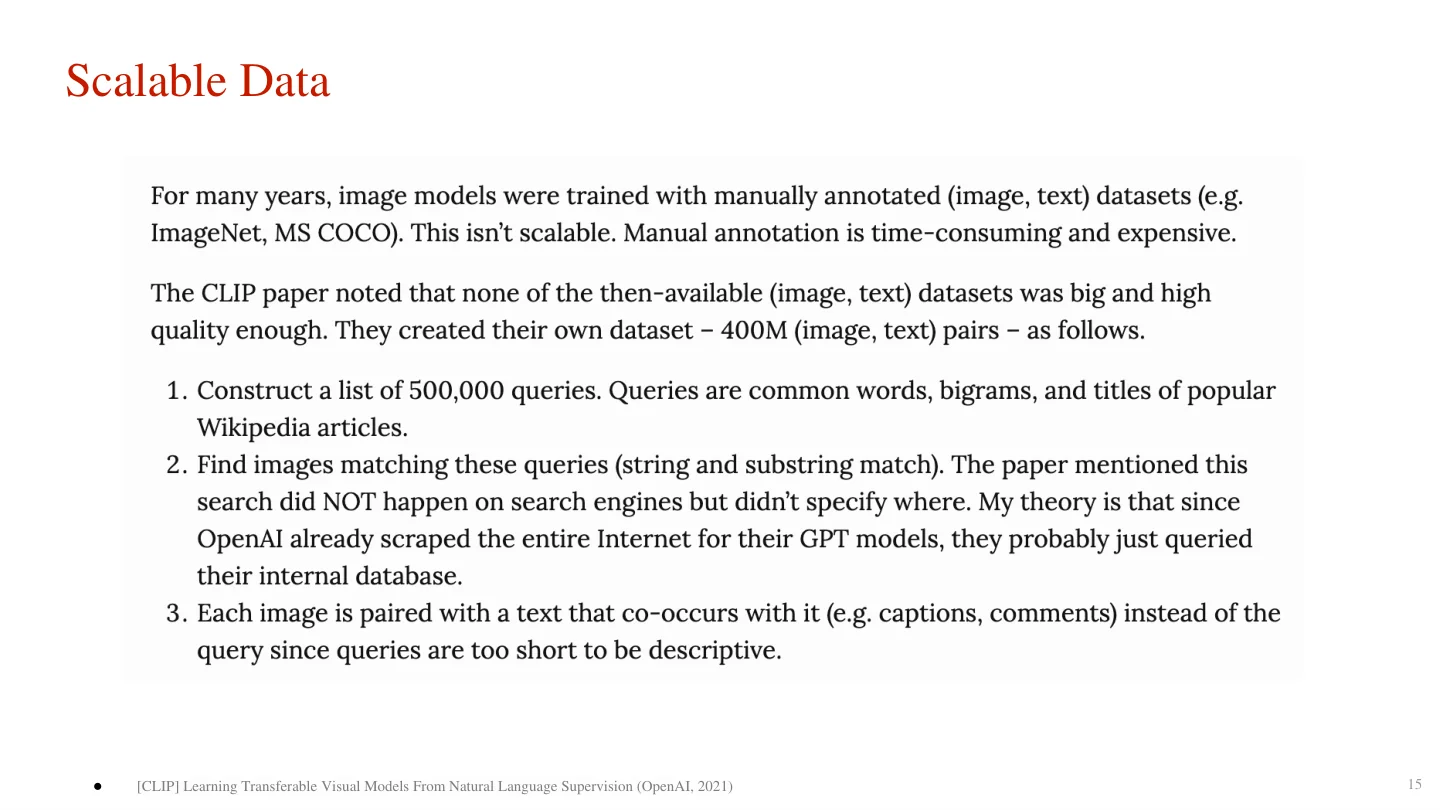 Scalable Data
For many years, image models were trained with manually annotated (image, text) datasets (e.g.
ImageNet, MS COCO). This isn’t scalable. Manual annotation is time-consuming and expensive.
The CLIP paper noted that none of the then-available (image, text) datasets was big and high
quality enough. They created their own dataset – 400M (image, text) pairs – as follows.
1. Construct a list of 500,000 queries. Queries are common words, bigrams, and titles of popular
Wikipedia articles.
2. Find images matching these queries (string and substring match). The paper mentioned this
search did NOT happen on search engines but didn’t specify where. My theory is that since
OpenAI already scraped the entire Internet for their GPT models, they probably just queried
their internal database.
3. Each image is paired with a text that co-occurs with it (e.g. captions, comments) instead of the
query since queries are too short to be descriptive.
● [CLIP] Learning Transferable Visual Models From Natural Language Supervision (OpenAI, 2021)
15